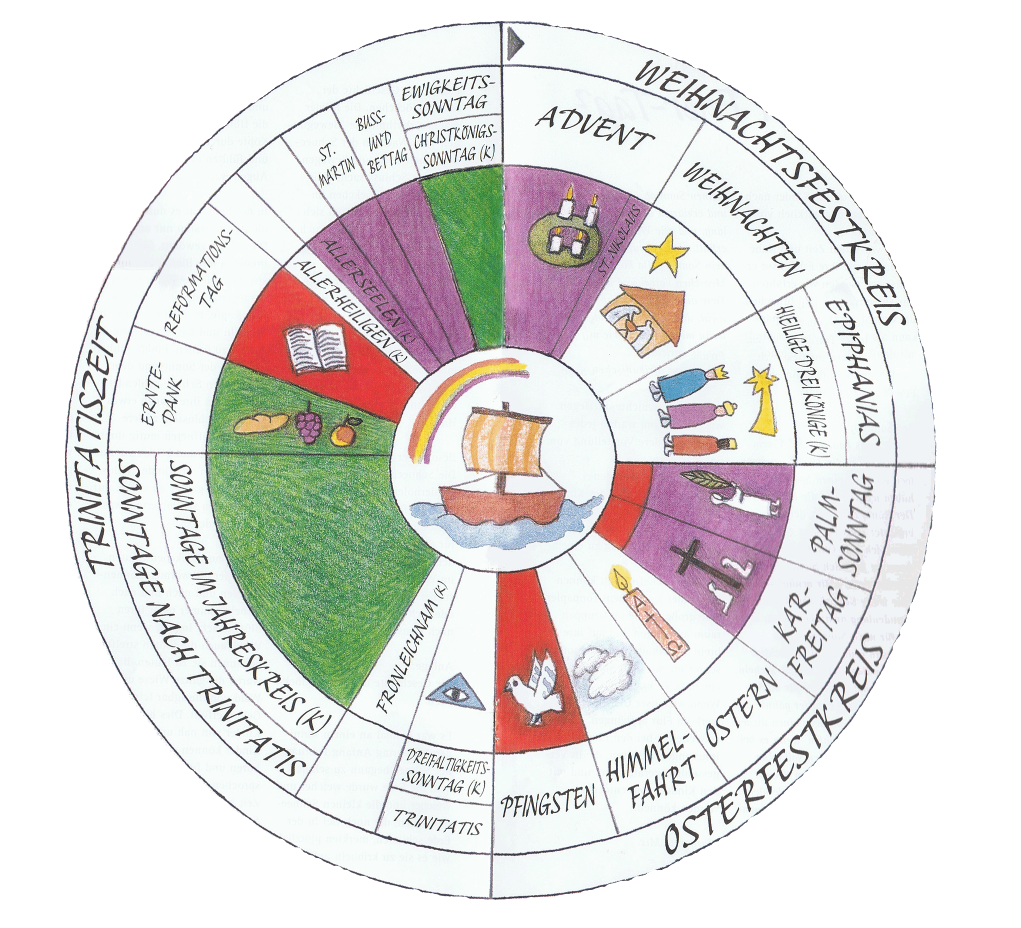 WEIHNACHTSFESTKREIS
ADVENT
ST. NIKOLAUS
WEIHNACHTEN
EPIPHANIAS
HEILIGE DREI KÖNIGE (K)
OSTERFESTKREIS
PALM-
SONNTAG
KAR-
FREITAG
OSTERN
HIMMEL-
FAHRT
PFINGSTEN
TRINITATISZEIT
DREIFALTIGKEITS-
SONNTAG (K)
TRINITATIS
FRONLEICHNAM (K)
SONNTAGE IM JAHRESKREIS (K)
SONNTAGE NACH TRINITATIS
ERNTE-
DANK
REFORMATIONS-
TAG
ALLERHEILIGEN (K)
ALLERSEELEN (K)
ST.
MARTIN
BUSS-
UND
BETTAG
EWIGKEITS-
SONNTAG
CHRISTKÖNIGS-
SONNTAG (K)